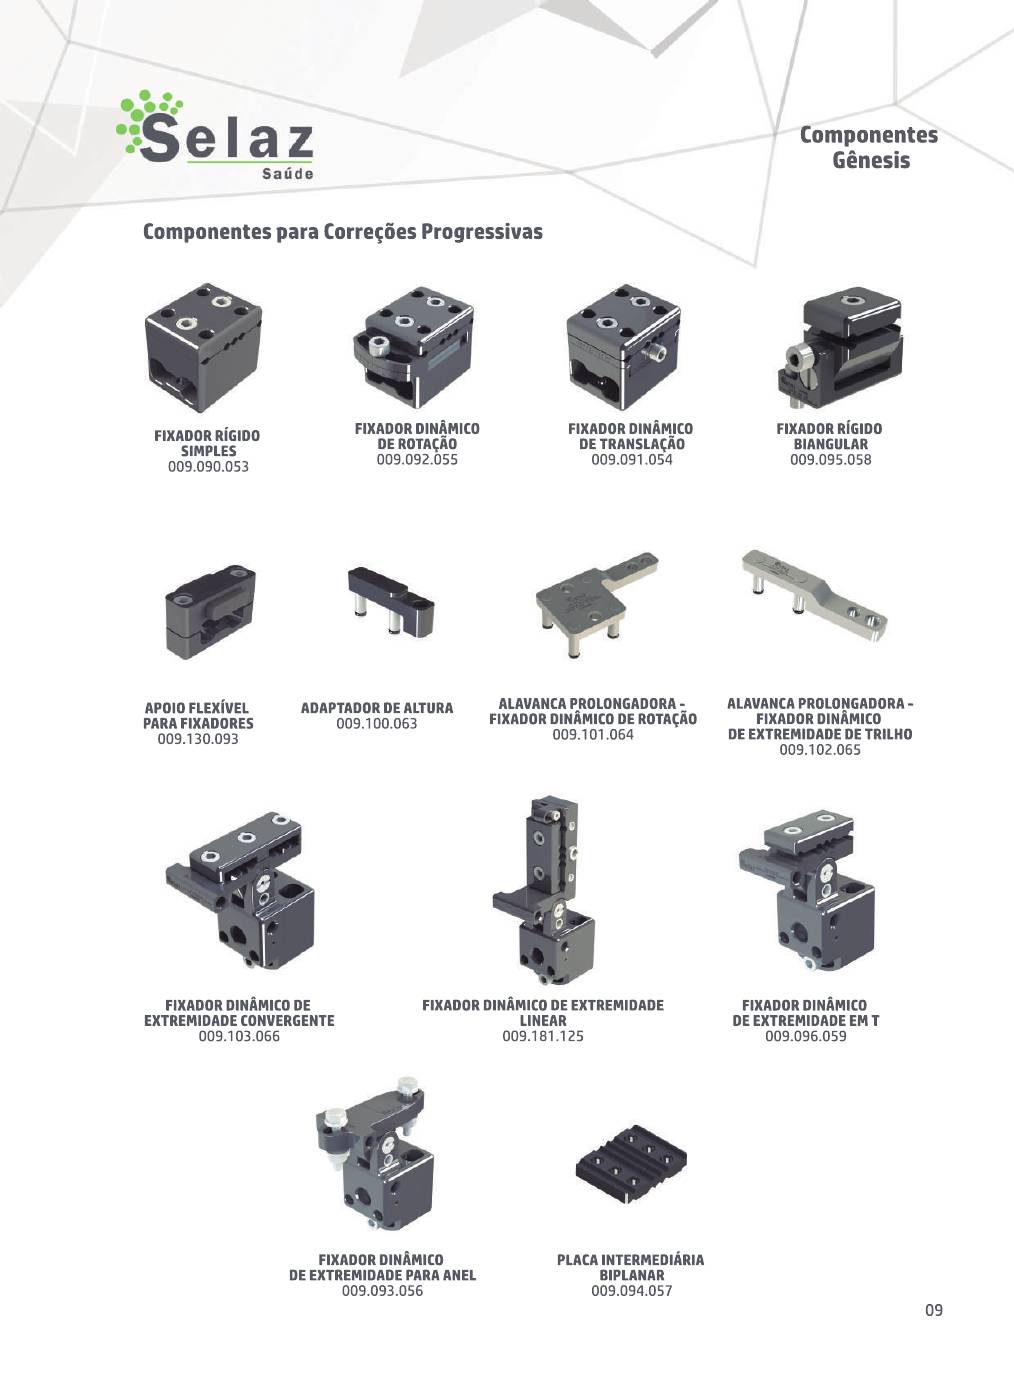 Selaz
Saúde
Componentes
Gênesis
Componentes para Correções Progressivas
FIXADOR RÍGIDO
SIMPLES
009.090.053
FIXADOR DINÂMICO
DE ROTAÇÃO
009.092.055
FIXADOR DINÂMICO
DE TRANSLAÇÃO
009.091.054
FIXADOR RÍGIDO
BIANGULAR
009.095.058
APOIO FLEXÍVEL
PARA FIXADORES
009.130.093
ADAPTADOR DE ALTURA
009.100.063
ALAVANCA PROLONGADORA -
FIXADOR DINÂMICO DE ROTAÇÃO
009.101.064
ALAVANCA PROLONGADORA -
FIXADOR DINÂMICO
DE EXTREMIDADE DE TRILHO
009.102.065
FIXADOR DINÂMICO DE
EXTREMIDADE CONVERGENTE
009.103.066
FIXADOR DINÂMICO DE EXTREMIDADE
LINEAR
009.181.125
FIXADOR DINÂMICO
DE EXTREMIDADE EM T
009.096.059
FIXADOR DINÂMICO
DE EXTREMIDADE PARA ANEL
009.093.056
PLACA INTERMEDIÁRIA
BIPLANAR
009.094.057
09